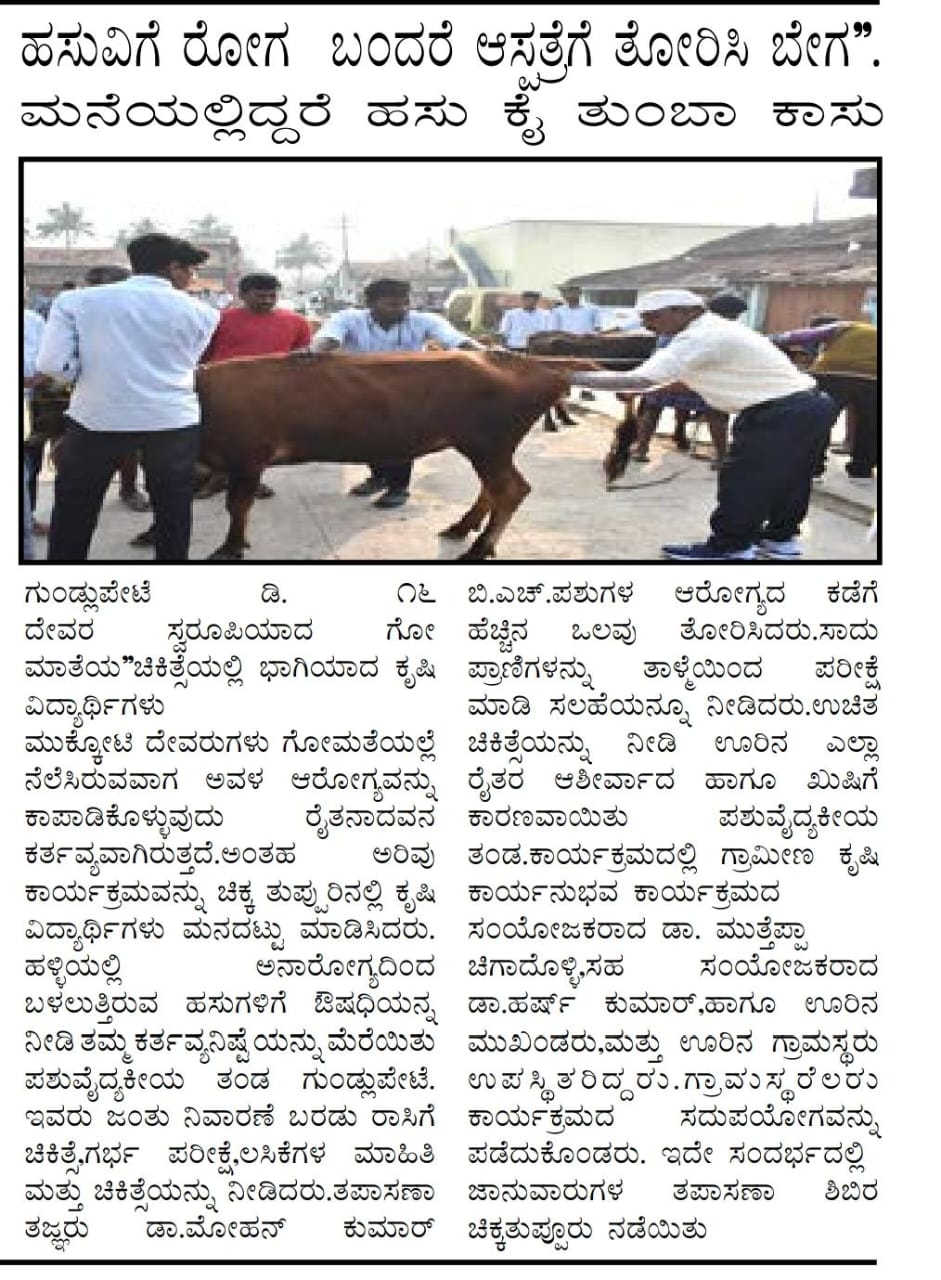 ಹಸುವಿಗೆ ರೋಗ ಬಂದರೆ ಆಸ್ಪತ್ರೆಗೆ ತೋರಿಸಿ ಬೇಗ”.
ಮನೆಯಲ್ಲಿದ್ದರೆ ಹಸು ಕೈ ತುಂಬಾ ಕಾಸು
ಗುಂಡ್ಲುಪೇಟೆ ಡಿ. ೧೬
ದೇವರ ಸ್ವರೂಪಿಯಾದ ಗೋ
ಮಾತೆಯ”ಚಿಕಿತ್ಸೆಯಲ್ಲಿ ಭಾಗಿಯಾದ ಕೃಷಿ
ವಿದ್ಯಾರ್ಥಿಗಳು
ಮುಕ್ಕೋಟಿ ದೇವರುಗಳು ಗೋಮತೆಯಲ್ಲೆ
ನೆಲೆಸಿರುವವಾಗ ಅವಳ ಆರೋಗ್ಯವನ್ನು
ಕಾಪಾಡಿಕೊಳ್ಳುವುದು ರೈತನಾದವನ
ಕರ್ತವ್ಯವಾಗಿರುತ್ತದೆ.ಅಂತಹ ಅರಿವು
ಕಾರ್ಯಕ್ರಮವನ್ನು ಚಿಕ್ಕ ತುಪ್ಪುರಿನಲ್ಲಿ ಕೃಷಿ
ವಿದ್ಯಾರ್ಥಿಗಳು ಮನದಟ್ಟು ಮಾಡಿಸಿದರು.
ಹಳ್ಳಿಯಲ್ಲಿ ಅನಾರೋಗ್ಯದಿಂದ
ಬಳಲುತ್ತಿರುವ ಹಸುಗಳಿಗೆ ಔಷಧಿಯನ್ನ
ನೀಡಿ ತಮ್ಮ ಕರ್ತವ್ಯನಿಷ್ಟೆಯನ್ನು ಮೆರೆಯಿತು
ಪಶುವೈದ್ಯಕೀಯ ತಂಡ ಗುಂಡ್ಲುಪೇಟೆ.
ಇವರು ಜಂತು ನಿವಾರಣೆ ಬರಡು ರಾಸಿಗೆ
ಚಿಕಿತ್ಸೆ,ಗರ್ಭ ಪರೀಕ್ಷೆ,ಲಸಿಕೆಗಳ ಮಾಹಿತಿ
ಮತ್ತು ಚಿಕಿತ್ಸೆಯನ್ನು ನೀಡಿದರು.ತಪಾಸಣಾ
ತಜ್ಞರು ಡಾ.ಮೋಹನ್ ಕುಮಾರ್
ಬಿ.ಎಚ್.ಪಶುಗಳ ಆರೋಗ್ಯದ ಕಡೆಗೆ
ಹೆಚ್ಚಿನ ಒಲವು ತೋರಿಸಿದರು.ಸಾದು
ಪ್ರಾಣಿಗಳನ್ನು ತಾಳ್ಮೆಯಿಂದ ಪರೀಕ್ಷೆ
ಮಾಡಿ ಸಲಹೆಯನ್ನೂ ನೀಡಿದರು.ಉಚಿತ
ಚಿಕಿತ್ಸೆಯನ್ನು ನೀಡಿ ಊರಿನ ಎಲ್ಲಾ
ರೈತರ ಆಶೀರ್ವಾದ ಹಾಗೂ ಖುಷಿಗೆ
ಕಾರಣವಾಯಿತು ಪಶುವೈದ್ಯಕೀಯ
ತಂಡ.ಕಾರ್ಯಕ್ರಮದಲ್ಲಿ ಗ್ರಾಮೀಣ ಕೃಷಿ
ಕಾರ್ಯನುಭವ ಕಾರ್ಯಕ್ರಮದ
ಸಂಯೋಜಕರಾದ ಡಾ. ಮುತ್ತೆಪ್ಪಾ
ಚಿಗಾದೊಳ್ಳಿ,ಸಹ ಸಂಯೋಜಕರಾದ
ಡಾ.ಹರ್ಷ್ ಕುಮಾರ್,ಹಾಗೂ ಊರಿನ
ಮುಖಂಡರು,ಮತ್ತು ಊರಿನ ಗ್ರಾಮಸ್ಥರು
ಉಪಸ್ಥಿತರಿದ್ದರು.ಗ್ರಾಮಸ್ಥರೆಲರು
ಕಾರ್ಯಕ್ರಮದ ಸದುಪಯೋಗವನ್ನು
ಪಡೆದುಕೊಂಡರು. ಇದೇ ಸಂದರ್ಭದಲ್ಲಿ
ಜಾನುವಾರುಗಳ ತಪಾಸಣಾ ಶಿಬಿರ
ಚಿಕ್ಕತುಪ್ಪೂರು ನಡೆಯಿತು